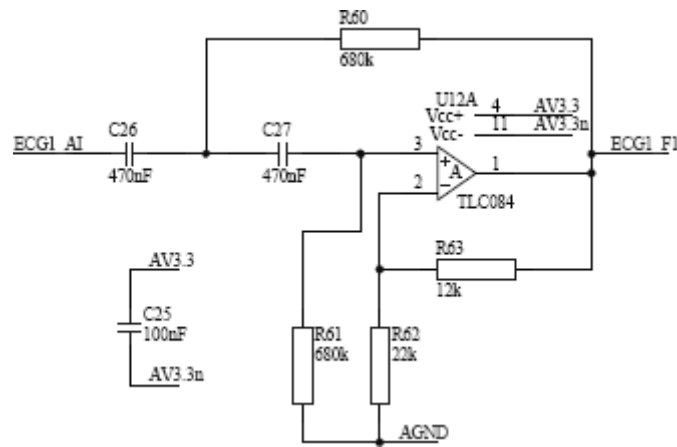 R60
680k
U12A
Vcc+ 4 AV3.3
Vcc- 11 AV3.3n
C26
C27
ECG1_AI
3
ECG1_F1
470nF
470nF
+
A
1
2
−
TLC084
R63
12k
AV3.3
C25
100nF
R61
680k
R62
22k
AV3.3n
AGND